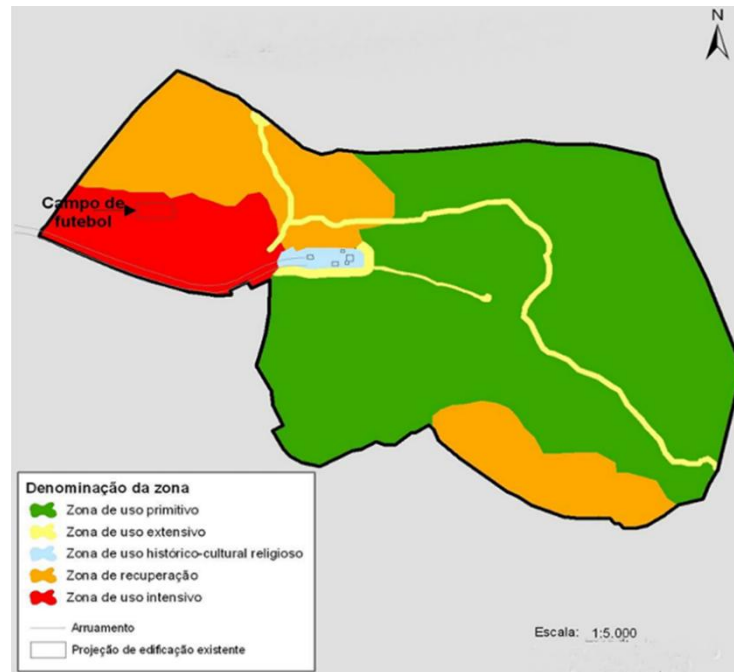 N
Campo de
futebol
Denominação da zona
Zona de uso primitivo
Zona de uso extensivo
Zona de uso histórico-cultural religioso
Zona de recuperação
Zona de uso intensivo
Arruamento
Projeção de edificação existente
Escala: 1:5.000